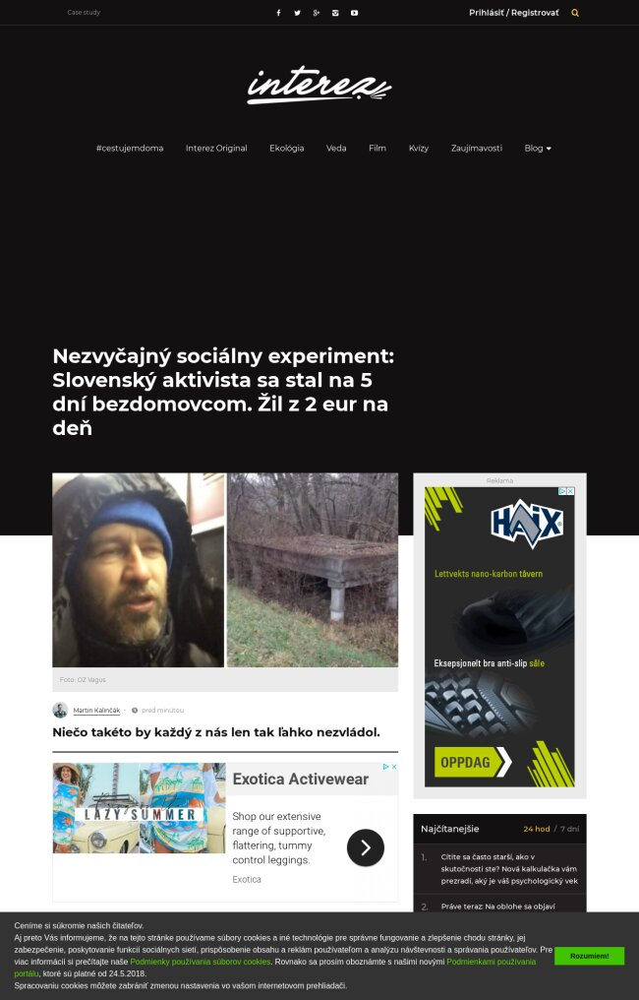 Case study
Prihlásiť / Registrovať
interez
#cestujemdoma
Interez Original
Ekológia
Veda
Film
Kvízy
Zaujímavosti
Blog
Nezvyčajný sociálny experiment:
Slovenský aktivista sa stal na 5
dní bezdomovcom. Žil z 2 eur na
deň
Foto: OZ Vagus
Martin Kalinčák
pred minútou
Niečo takéto by každý z nás len tak ľahko nezvládol.
LAZY SUMMER
Exotica Activewear
Shop our extensive
range of supportive,
flattering, tummy
control leggings.
Exotica
Reklama
HAIX
Lettvekts nano-karbon tåvern
Eksepsjonelt bra anti-slip såle
OPPDAG
Najčítanejšie
24 hod / 7 dní
1.
Cítite sa často starší, ako v
skutočnosti ste? Nová kalkulačka vám
prezradí, aký je váš psychologický vek
2.
Práve teraz: Na oblohe sa objaví
Ceníme si súkromie našich čitateľov.
Aj preto Vás informujeme, že na tejto stránke používame súbory cookies a iné technológie pre správne fungovanie a zlepšenie chodu stránky, jej
zabezpečenie, poskytovanie funkcií sociálnych sietí, prispôsobenie obsahu a reklám používateľom a analýzu návštevnosti a správania používateľov. Pre
viac informácií si prečítajte naše Podmienky používania súborov cookies. Rovnako sa prosím oboznámte s našimi novými Podmienkami používania
portálu, ktoré sú platné od 24.5.2018.
Spracovaniu cookies môžete zabrániť zmenou nastavenia vo vašom internetovom prehliadači.
Rozumiem!